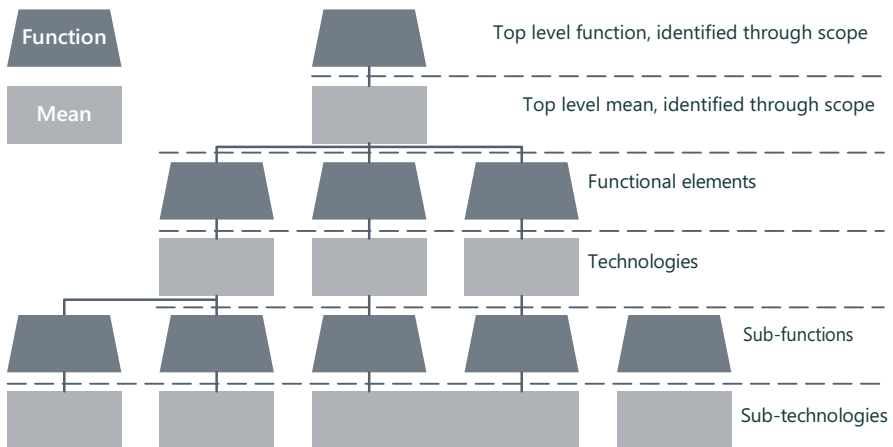 Function
Top level function, identified through scope
Mean
Top level mean, identified through scope
Functional elements
Technologies
Sub-functions
Sub-technologies